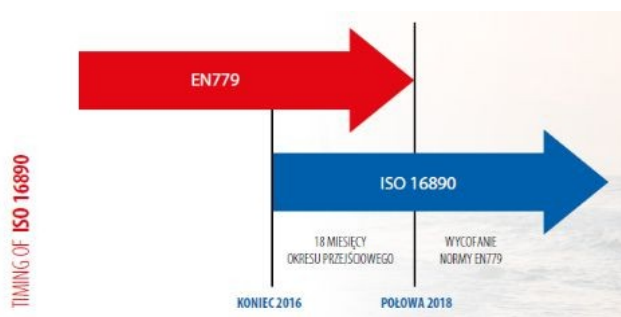 EN779
ISO 16890
TIMING OF ISO 16890
18 MIESIĘCY
OKRESU PRZEJŚCIOWEGO
WYCOFANIE
NORMY EN779
KONIEC 2016
POŁOWA 2018